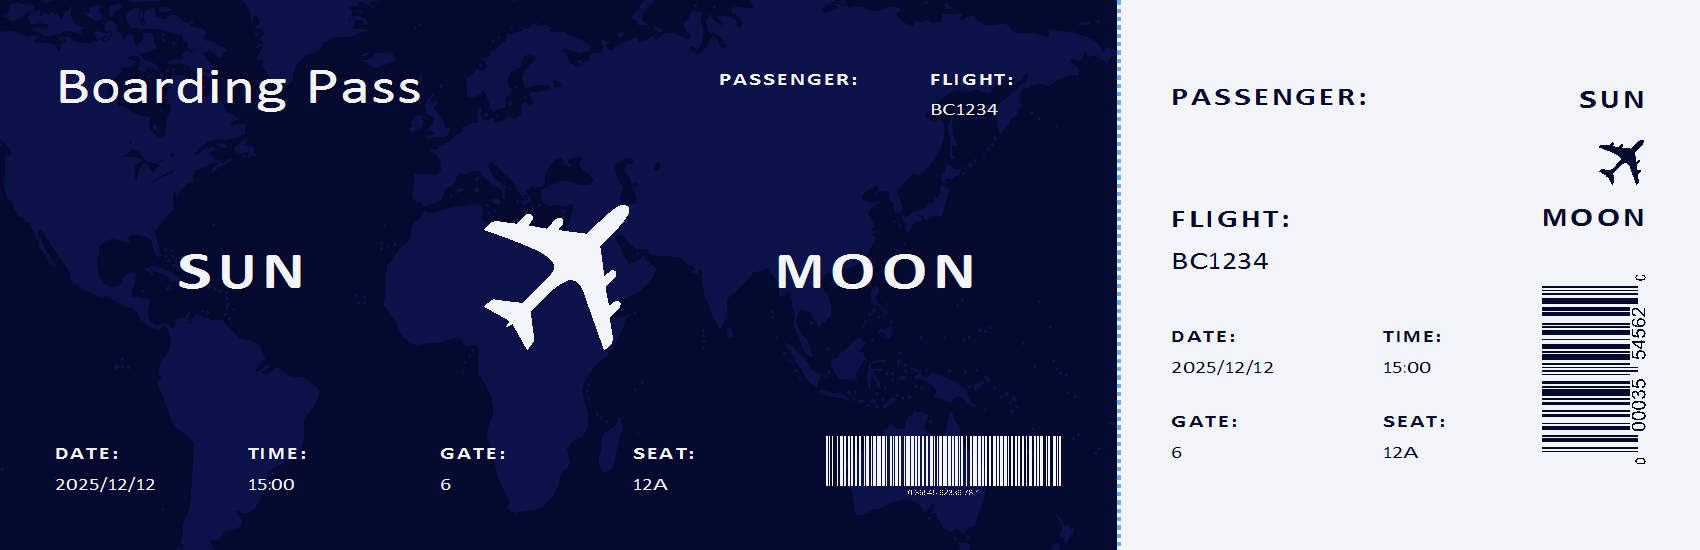 Boarding Pass
PASSENGER:
FLIGHT:
BC1234
SUN
MOON
DATE:
2025/12/12
TIME:
15:00
GATE:
6
SEAT:
12A
PASSENGER:
SUN
MOON
FLIGHT:
BC1234
DATE:
2025/12/12
TIME:
15:00
GATE:
6
SEAT:
12A
0 00035 54562 0